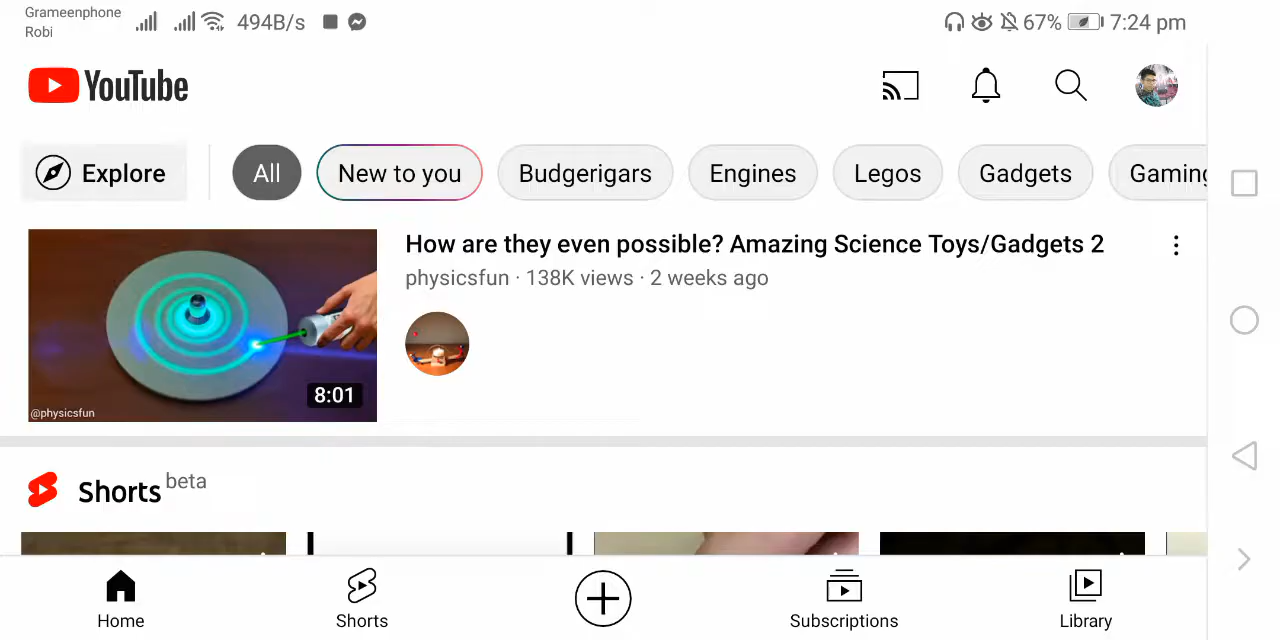 Grameenphone
Robi
494B/s
67%
7:24 pm
YouTube
Explore
All
New to you
Budgerigars
Engines
Legos
Gadgets
Gaming
How are they even possible? Amazing Science Toys/Gadgets 2
physicsfun · 138K views · 2 weeks ago
8:01
@physicsfun
Shorts beta
Home
Shorts
Subscriptions
Library